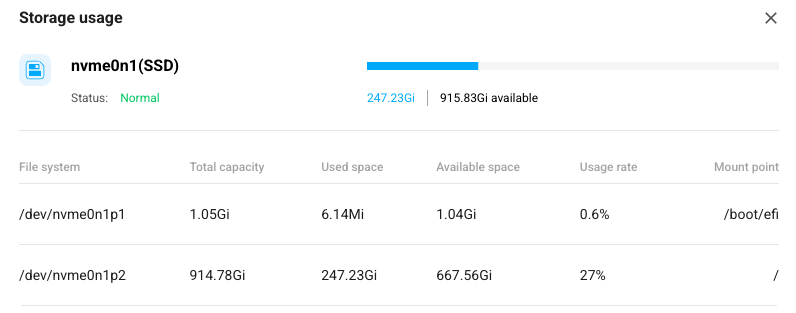 Storage usage
nvme0n1(SSD)
Status: Normal
247.23Gi | 915.83Gi available
File system Total capacity Used space Available space Usage rate Mount point
/dev/nvme0n1p1 1.05Gi 6.14Mi 1.04Gi 0.6% /boot/efi
/dev/nvme0n1p2 914.78Gi 247.23Gi 667.56Gi 27% /